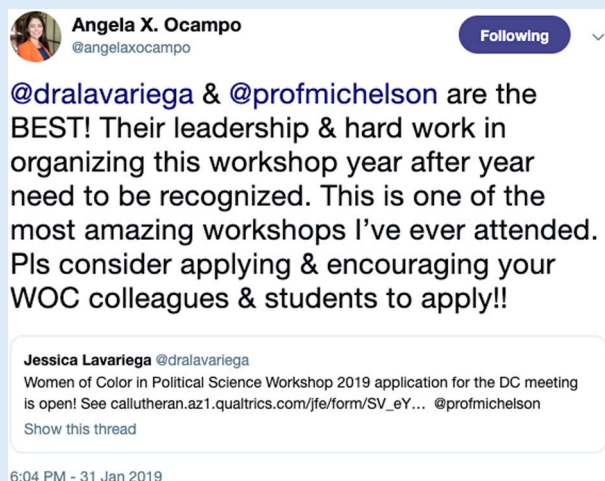 Angela X. Ocampo
@angelaxocampo
Following
@dralavariega & @profmichelson are the
BEST! Their leadership & hard work in
organizing this workshop year after year
need to be recognized. This is one of the
most amazing workshops I’ve ever attended.
Pls consider applying & encouraging your
WOC colleagues & students to apply!!
Jessica Lavariega @dralavariega
Women of Color in Political Science Workshop 2019 application for the DC meeting
is open! See callutheran.az1.qualtrics.com/jfe/form/SV_eY... @profmichelson
Show this thread
6:04 PM - 31 Jan 2019